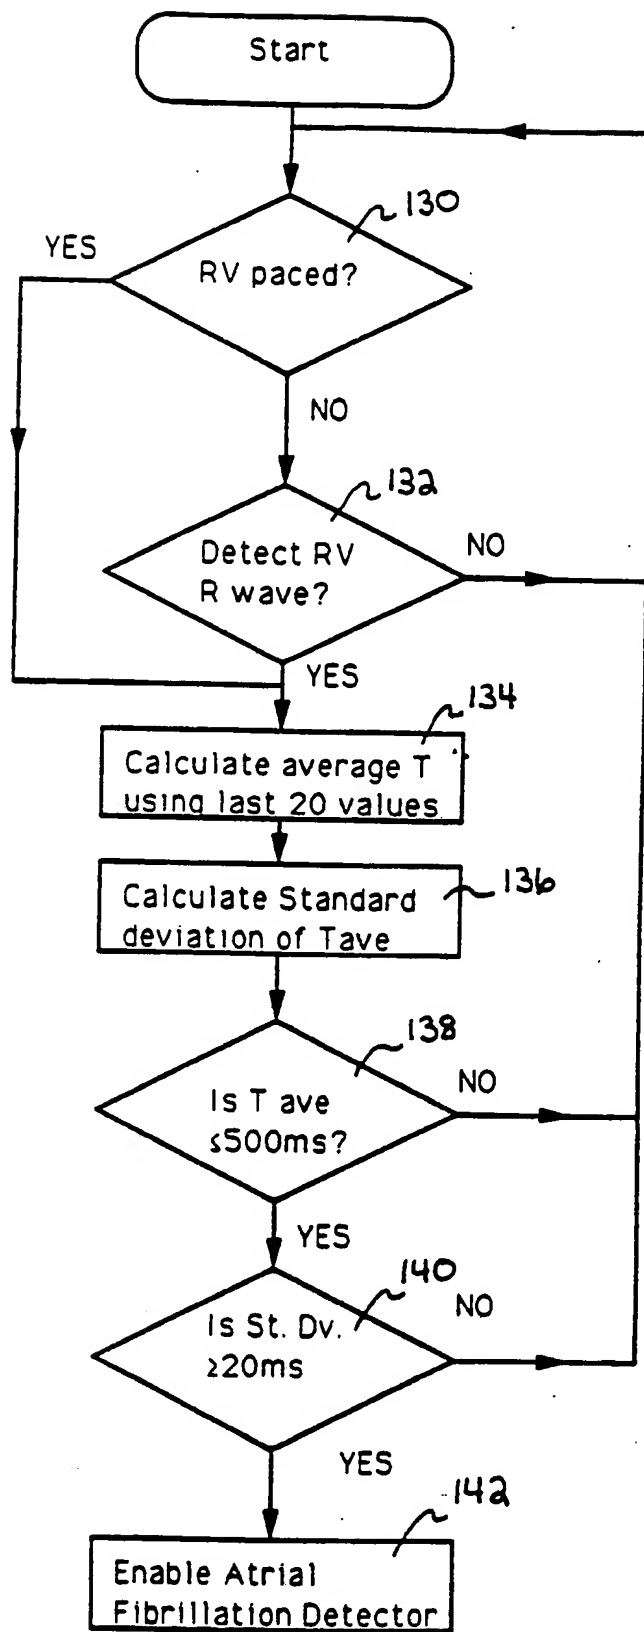 Start
130
YES
RV paced?
NO
132
Detect RV
R wave?
NO
YES
134
Calculate average T
using last 20 values
136
Calculate Standard
deviation of Tave
138
NO
Is T ave
≤500ms?
YES
140
NO
Is St. Dv.
≥20ms
YES
142
Enable Atrial
Fibrillation Detector